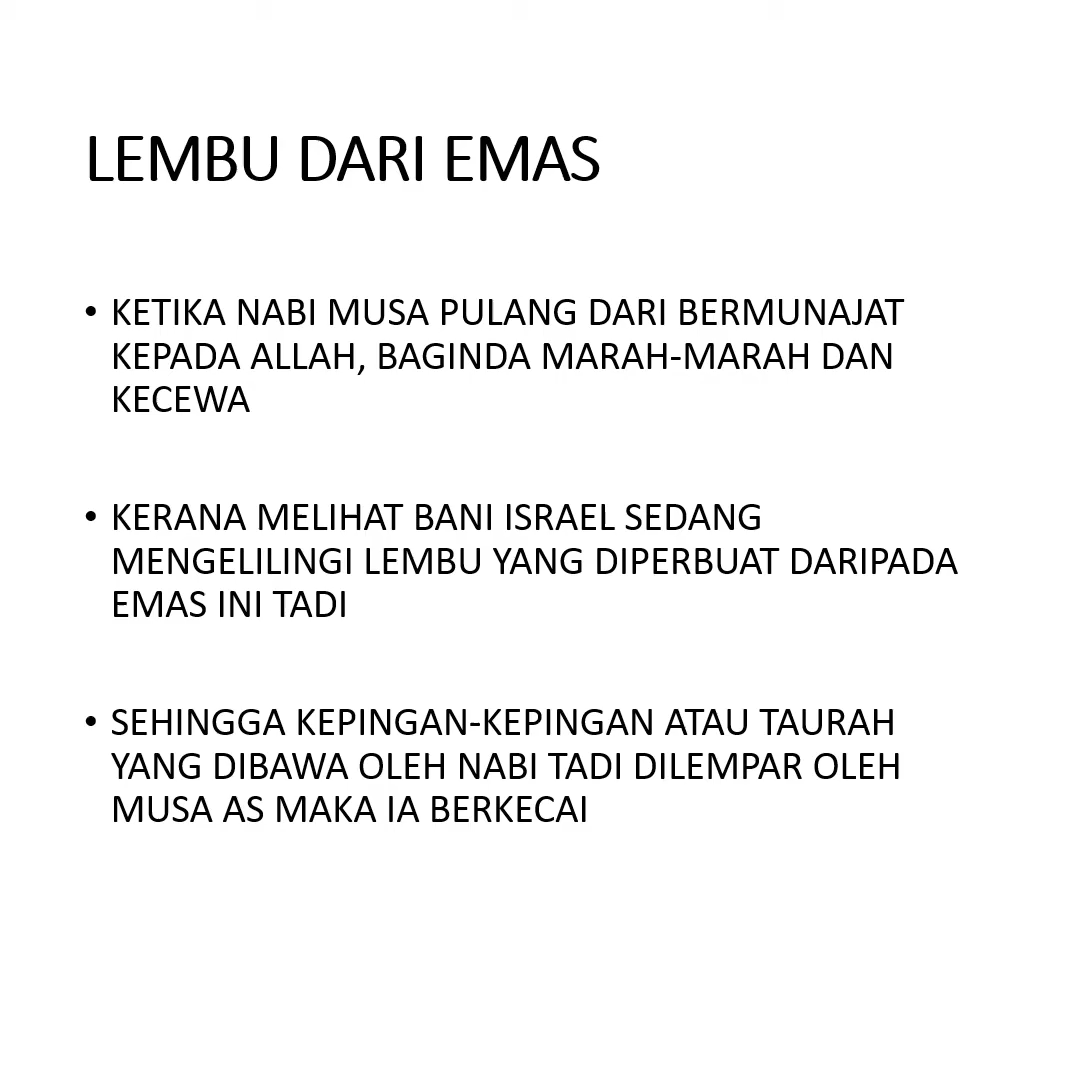 LEMBU DARI EMAS
• KETIKA NABI MUSA PULANG DARI BERMUNAJAT
KEPADA ALLAH, BAGINDA MARAH-MARAH DAN
KECEWA
• KERANA MELIHAT BANI ISRAEL SEDANG
MENGELILINGI LEMBU YANG DIPERBUAT DARIPADA
EMAS INI TADI
• SEHINGGA KEPINGAN-KEPINGAN ATAU TAURAH
YANG DIBAWA OLEH NABI TADI DILEMPAR OLEH
MUSA AS MAKA IA BERKECAI